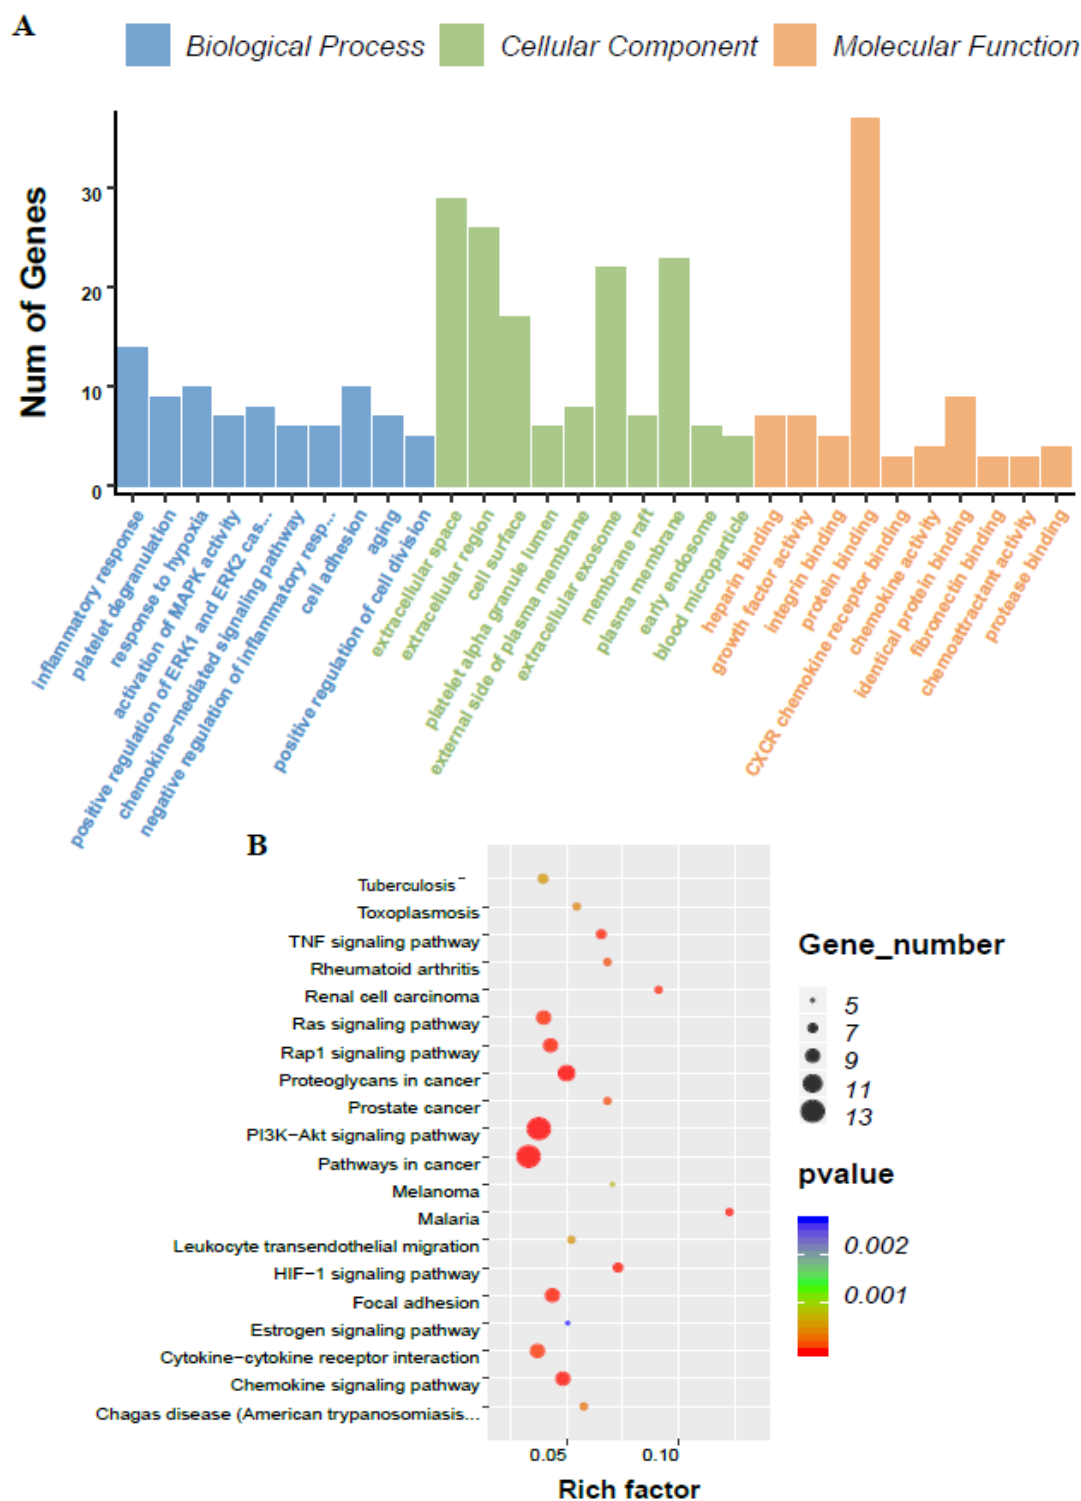 A
Biological Process
Cellular Component
Molecular Function
Num of Genes
30
20
10
0
inflammatory response
platelet degranulation
response to hypoxia
activation of MAPK activity
positive regulation of ERK1 and ERK2 cas...
chemokine−mediated signaling pathway
negative regulation of inflammatory resp...
cell adhesion
aging
positive regulation of cell division
extracellular space
extracellular region
cell surface
platelet alpha granule lumen
external side of plasma membrane
extracellular exosome
membrane raft
plasma membrane
early endosome
blood microparticle
heparin binding
growth factor activity
integrin binding
protein binding
CXCR chemokine receptor binding
chemokine activity
identical protein binding
fibronectin binding
chemoattractant activity
protease binding
B
Tuberculosis
Toxoplasmosis
TNF signaling pathway
Rheumatoid arthritis
Renal cell carcinoma
Ras signaling pathway
Rap1 signaling pathway
Proteoglycans in cancer
Prostate cancer
PI3K−Akt signaling pathway
Pathways in cancer
Melanoma
Malaria
Leukocyte transendothelial migration
HIF−1 signaling pathway
Focal adhesion
Estrogen signaling pathway
Cytokine−cytokine receptor interaction
Chemokine signaling pathway
Chagas disease (American trypanosomiasis...
0.05
0.10
Rich factor
Gene_number
5
7
9
11
13
pvalue
0.002
0.001